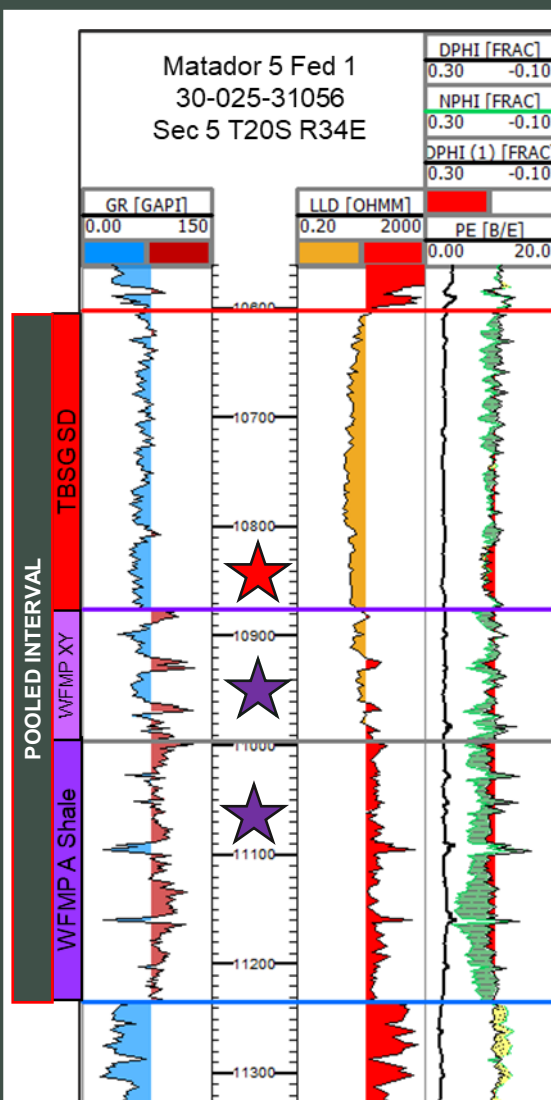 Matador 5 Fed 1
30-025-31056
Sec 5 T20S R34E
DPHI [FRAC]
0.30 -0.10
NPHI [FRAC]
0.30 -0.10
DPHI (1) [FRAC]
0.30 -0.10
GR [GAPI]
0.00 150
LLD [OHMM]
0.20 2000
PE [B/E]
0.00 20.0
10600
10700
10800
10900
11000
11100
11200
11300
POOLED INTERVAL
TBSG SD
WFMP XY
WFMP A Shale